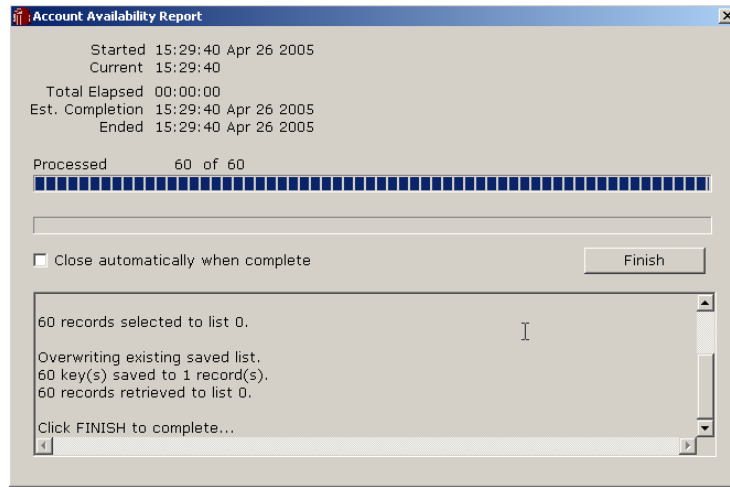 Account Availability Report
Started 15:29:40 Apr 26 2005
Current 15:29:40
Total Elapsed 00:00:00
Est. Completion 15:29:40 Apr 26 2005
Ended 15:29:40 Apr 26 2005
Processed 60 of 60
Close automatically when complete
Finish
60 records selected to list 0.
Overwriting existing saved list.
60 key(s) saved to 1 record(s).
60 records retrieved to list 0.
Click FINISH to complete...